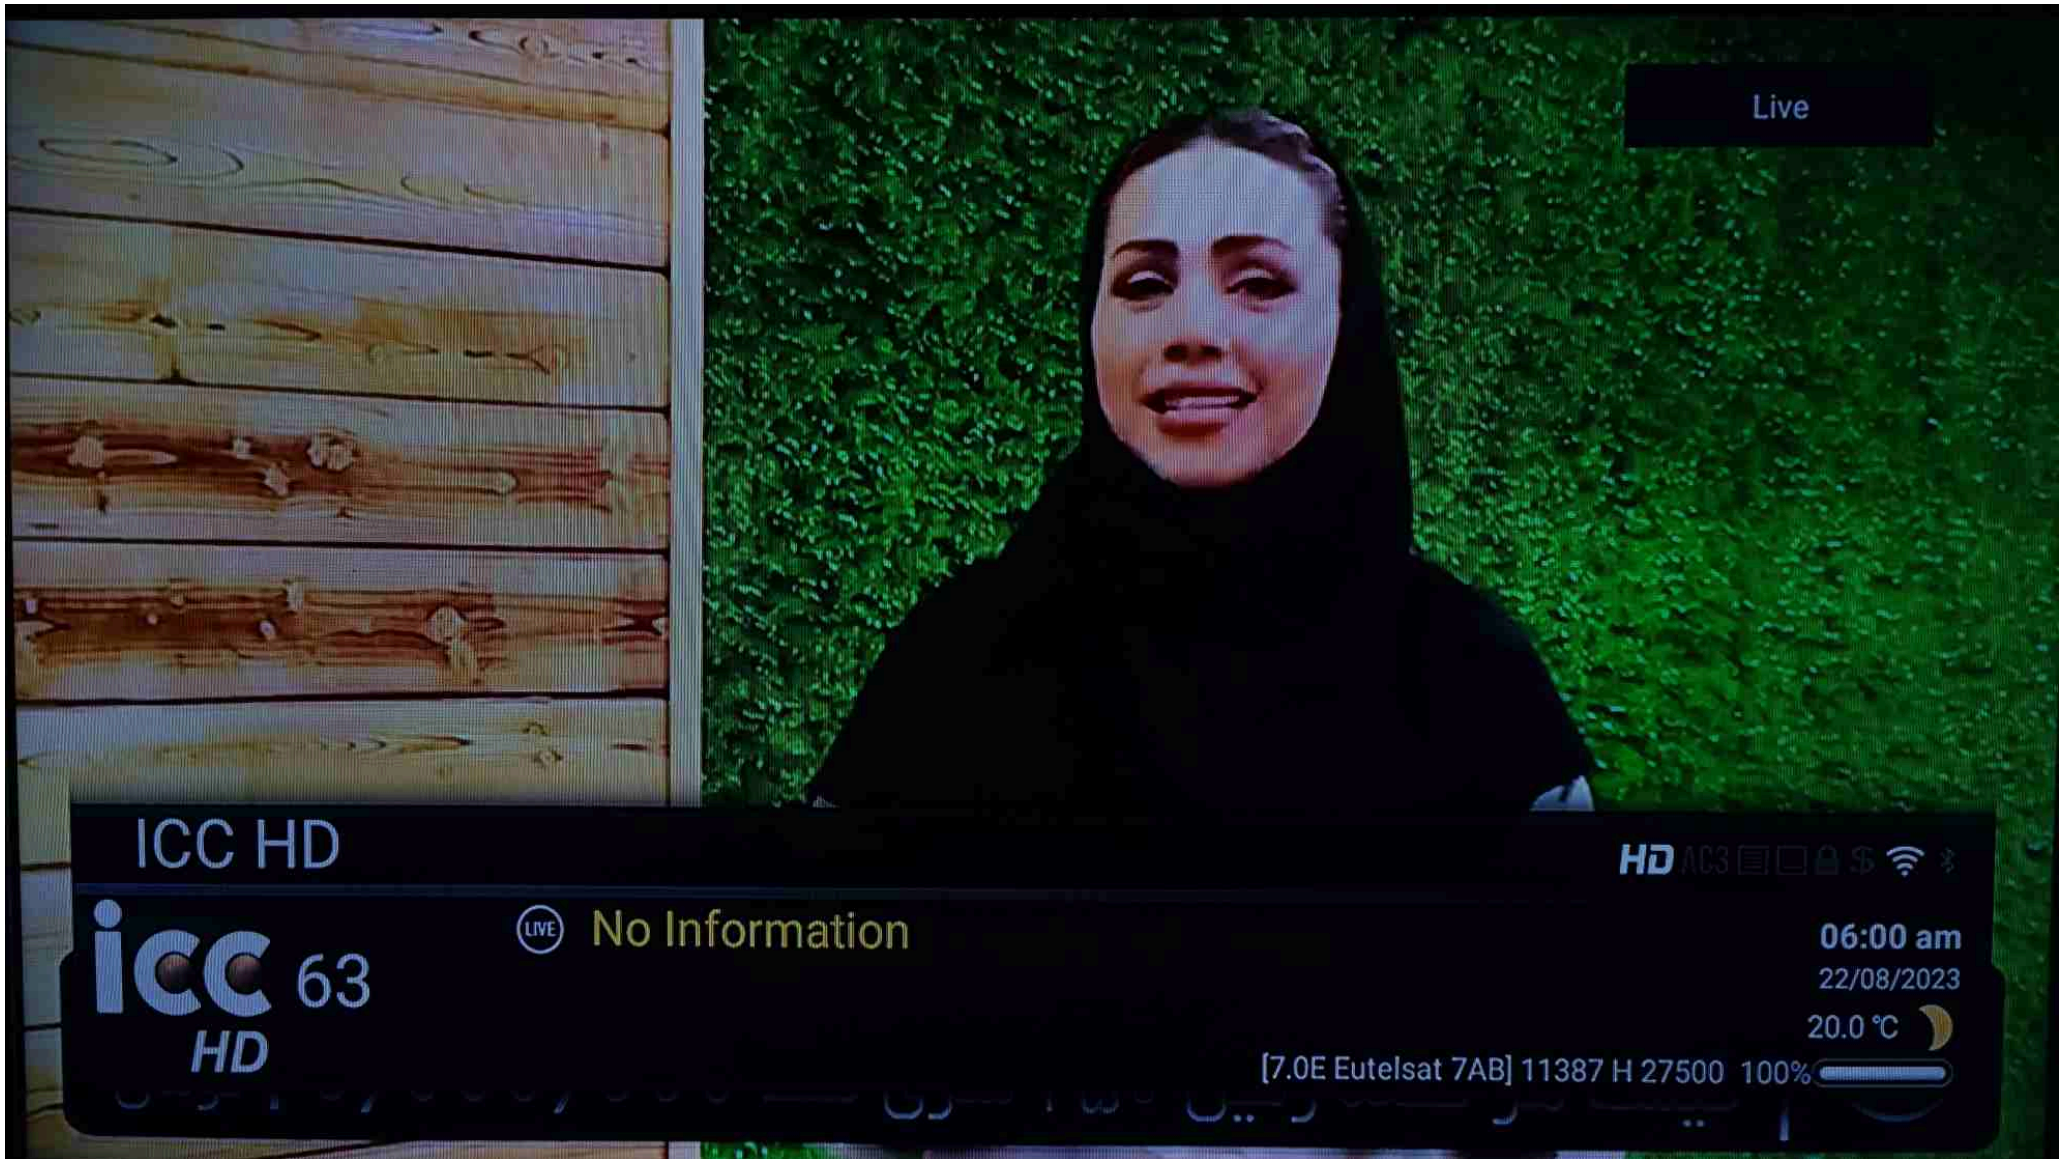 Live
ICC HD
HD AC3 $
icc HD
63
LIVE No Information
06:00 am
22/08/2023
20.0 °C
[7.0E Eutelsat 7AB] 11387 H 27500 100%